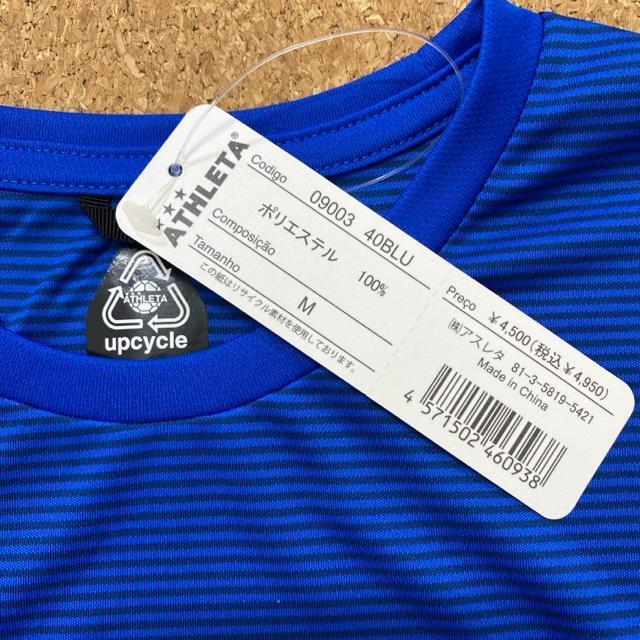 ATHLETA®
Codigo 09003 40BLU
Composição ポリエステル 100%
Tamanho M
この紙はリサイクル素材を使用しております。
Preço ¥4,500(税込¥4,950)
㈱アスレタ 81-3-5819-5421
Made in China
4 571502 460938
ATHLETA
upcycle